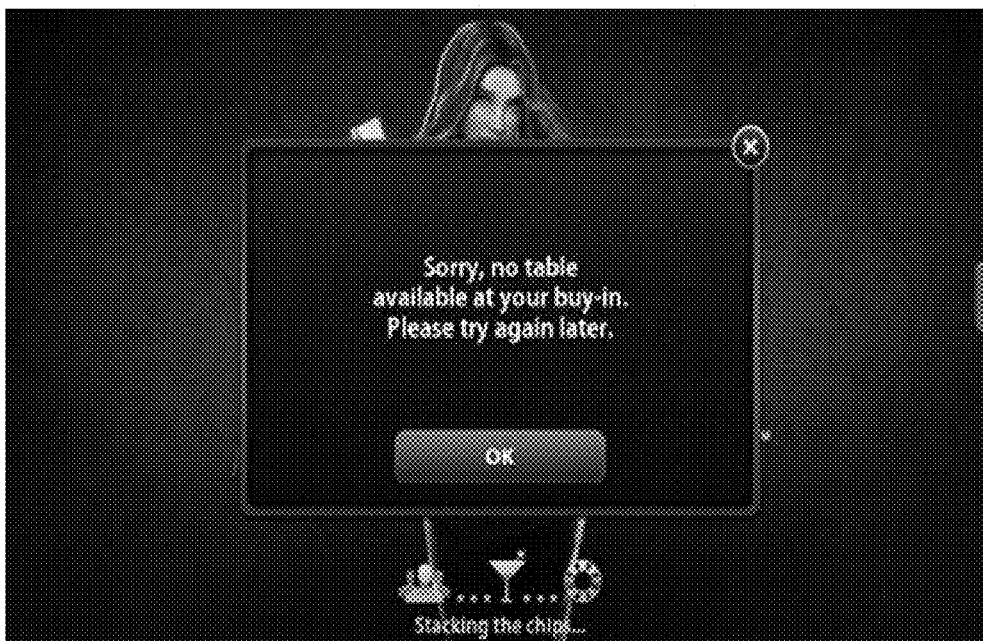 Sorry, no table
available at your buy-in.
Please try again later.
OK
Stacking the chips...